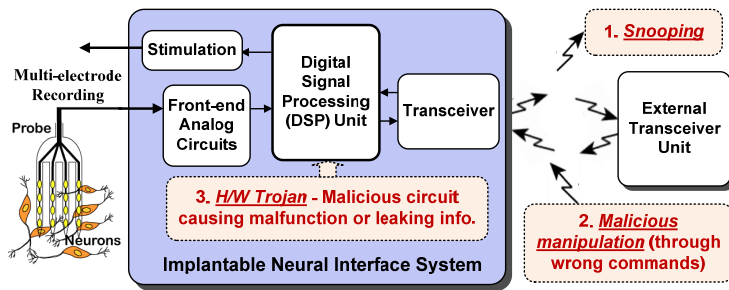 Stimulation
Multi-electrode
Recording
Probe
Neurons
Front-end
Analog
Circuits
Digital
Signal
Processing
(DSP) Unit
Transceiver
3. H/W Trojan - Malicious circuit
causing malfunction or leaking info.
Implantable Neural Interface System
1. Snooping
External
Transceiver
Unit
2. Malicious
manipulation (through
wrong commands)